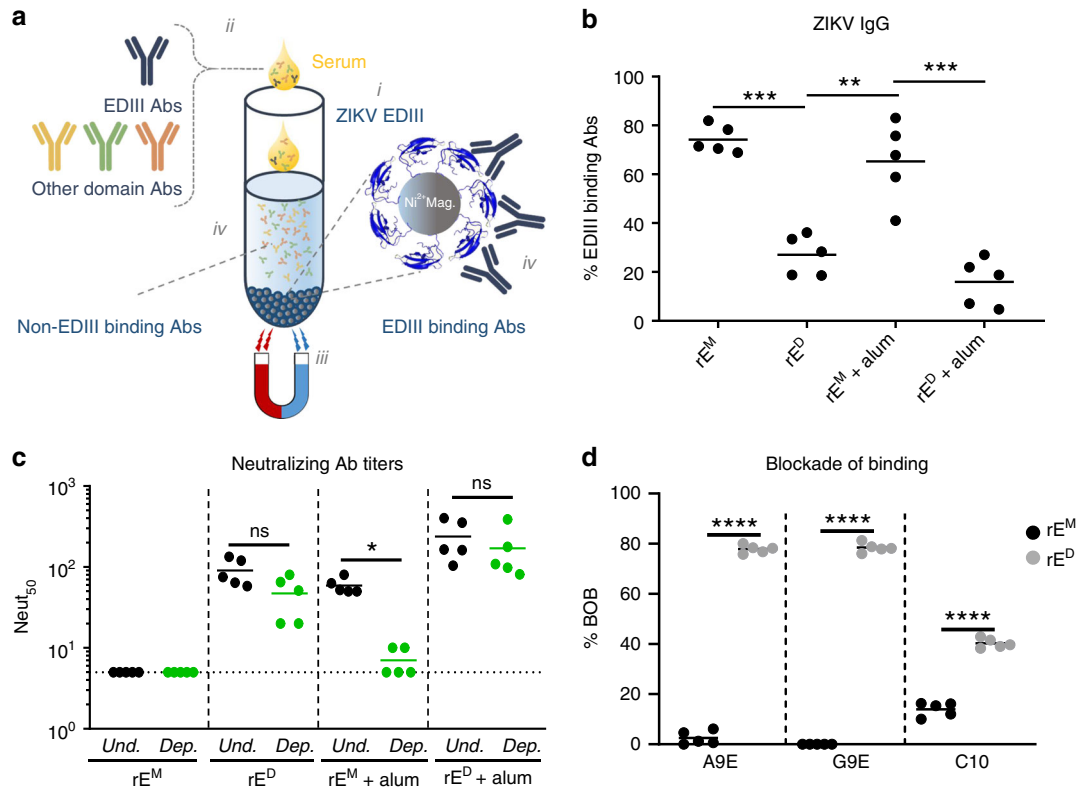 a
ii
Serum
i
EDIII Abs
ZIKV EDIII
Other domain Abs
Ni2+Mag.
iv
iv
Non-EDIII binding Abs
EDIII binding Abs
iii
b
ZIKV IgG
% EDIII binding Abs
100
80
60
40
20
0
***
**
***
rEM
rED
rEM + alum
rED + alum
c
Neutralizing Ab titers
Neut50
103
102
101
100
ns
ns
*
Und. Dep. Und. Dep. Und. Dep. Und. Dep.
rEM rED rEM + alum rED + alum
d
Blockade of binding
% BOB
100
80
60
40
20
0
****
****
****
rEM
rED
A9E G9E C10